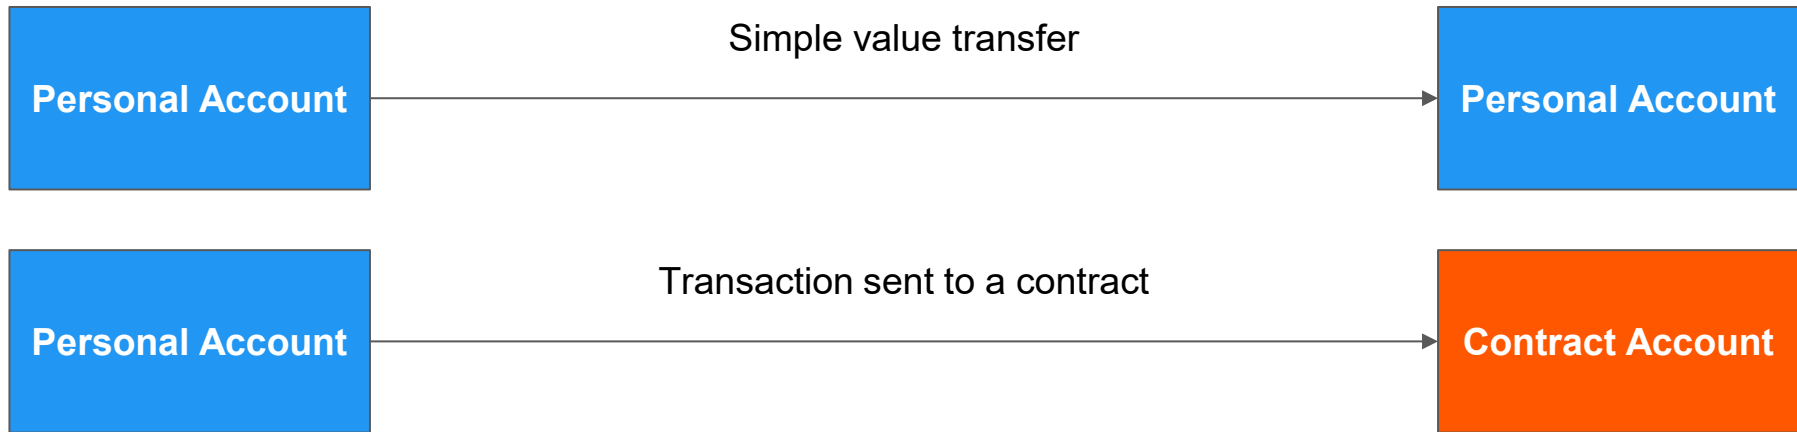 Simple value transfer
Personal Account
Personal Account
Transaction sent to a contract
Personal Account
Contract Account